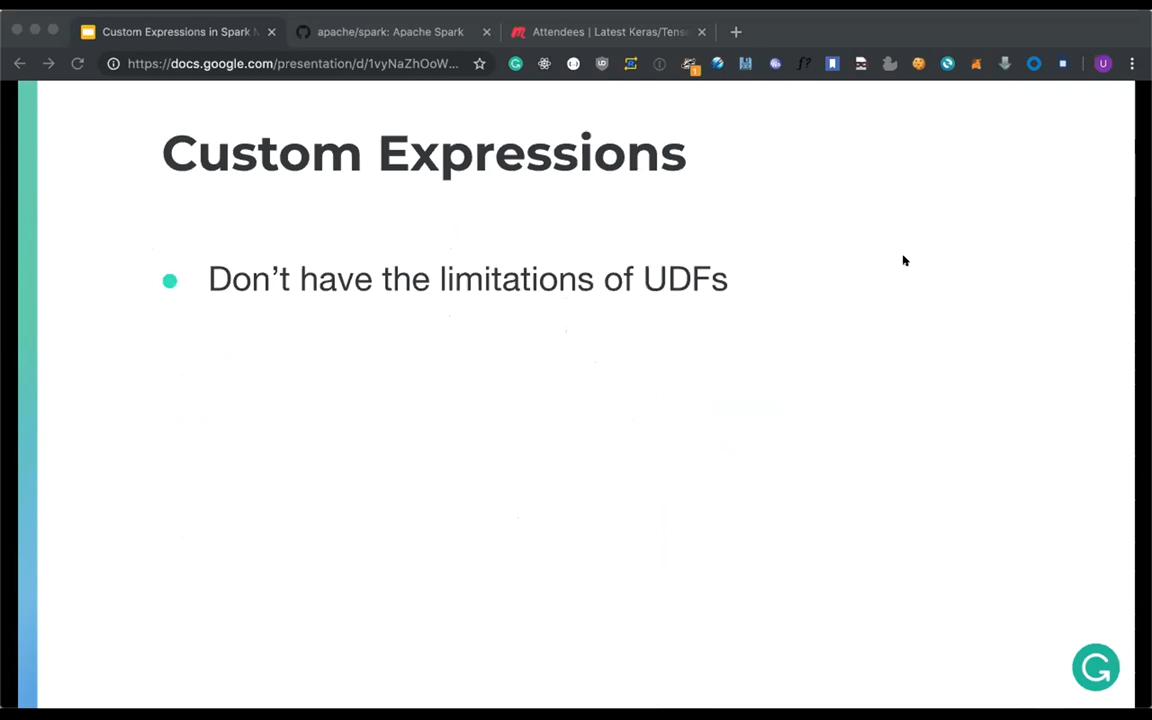 Custom Expressions in Spark
apache/spark: Apache Spark
Attendees | Latest Keras/Tens
https://docs.google.com/presentation/d/1vyNaZhOoW...
Custom Expressions
Don't have the limitations of UDFs